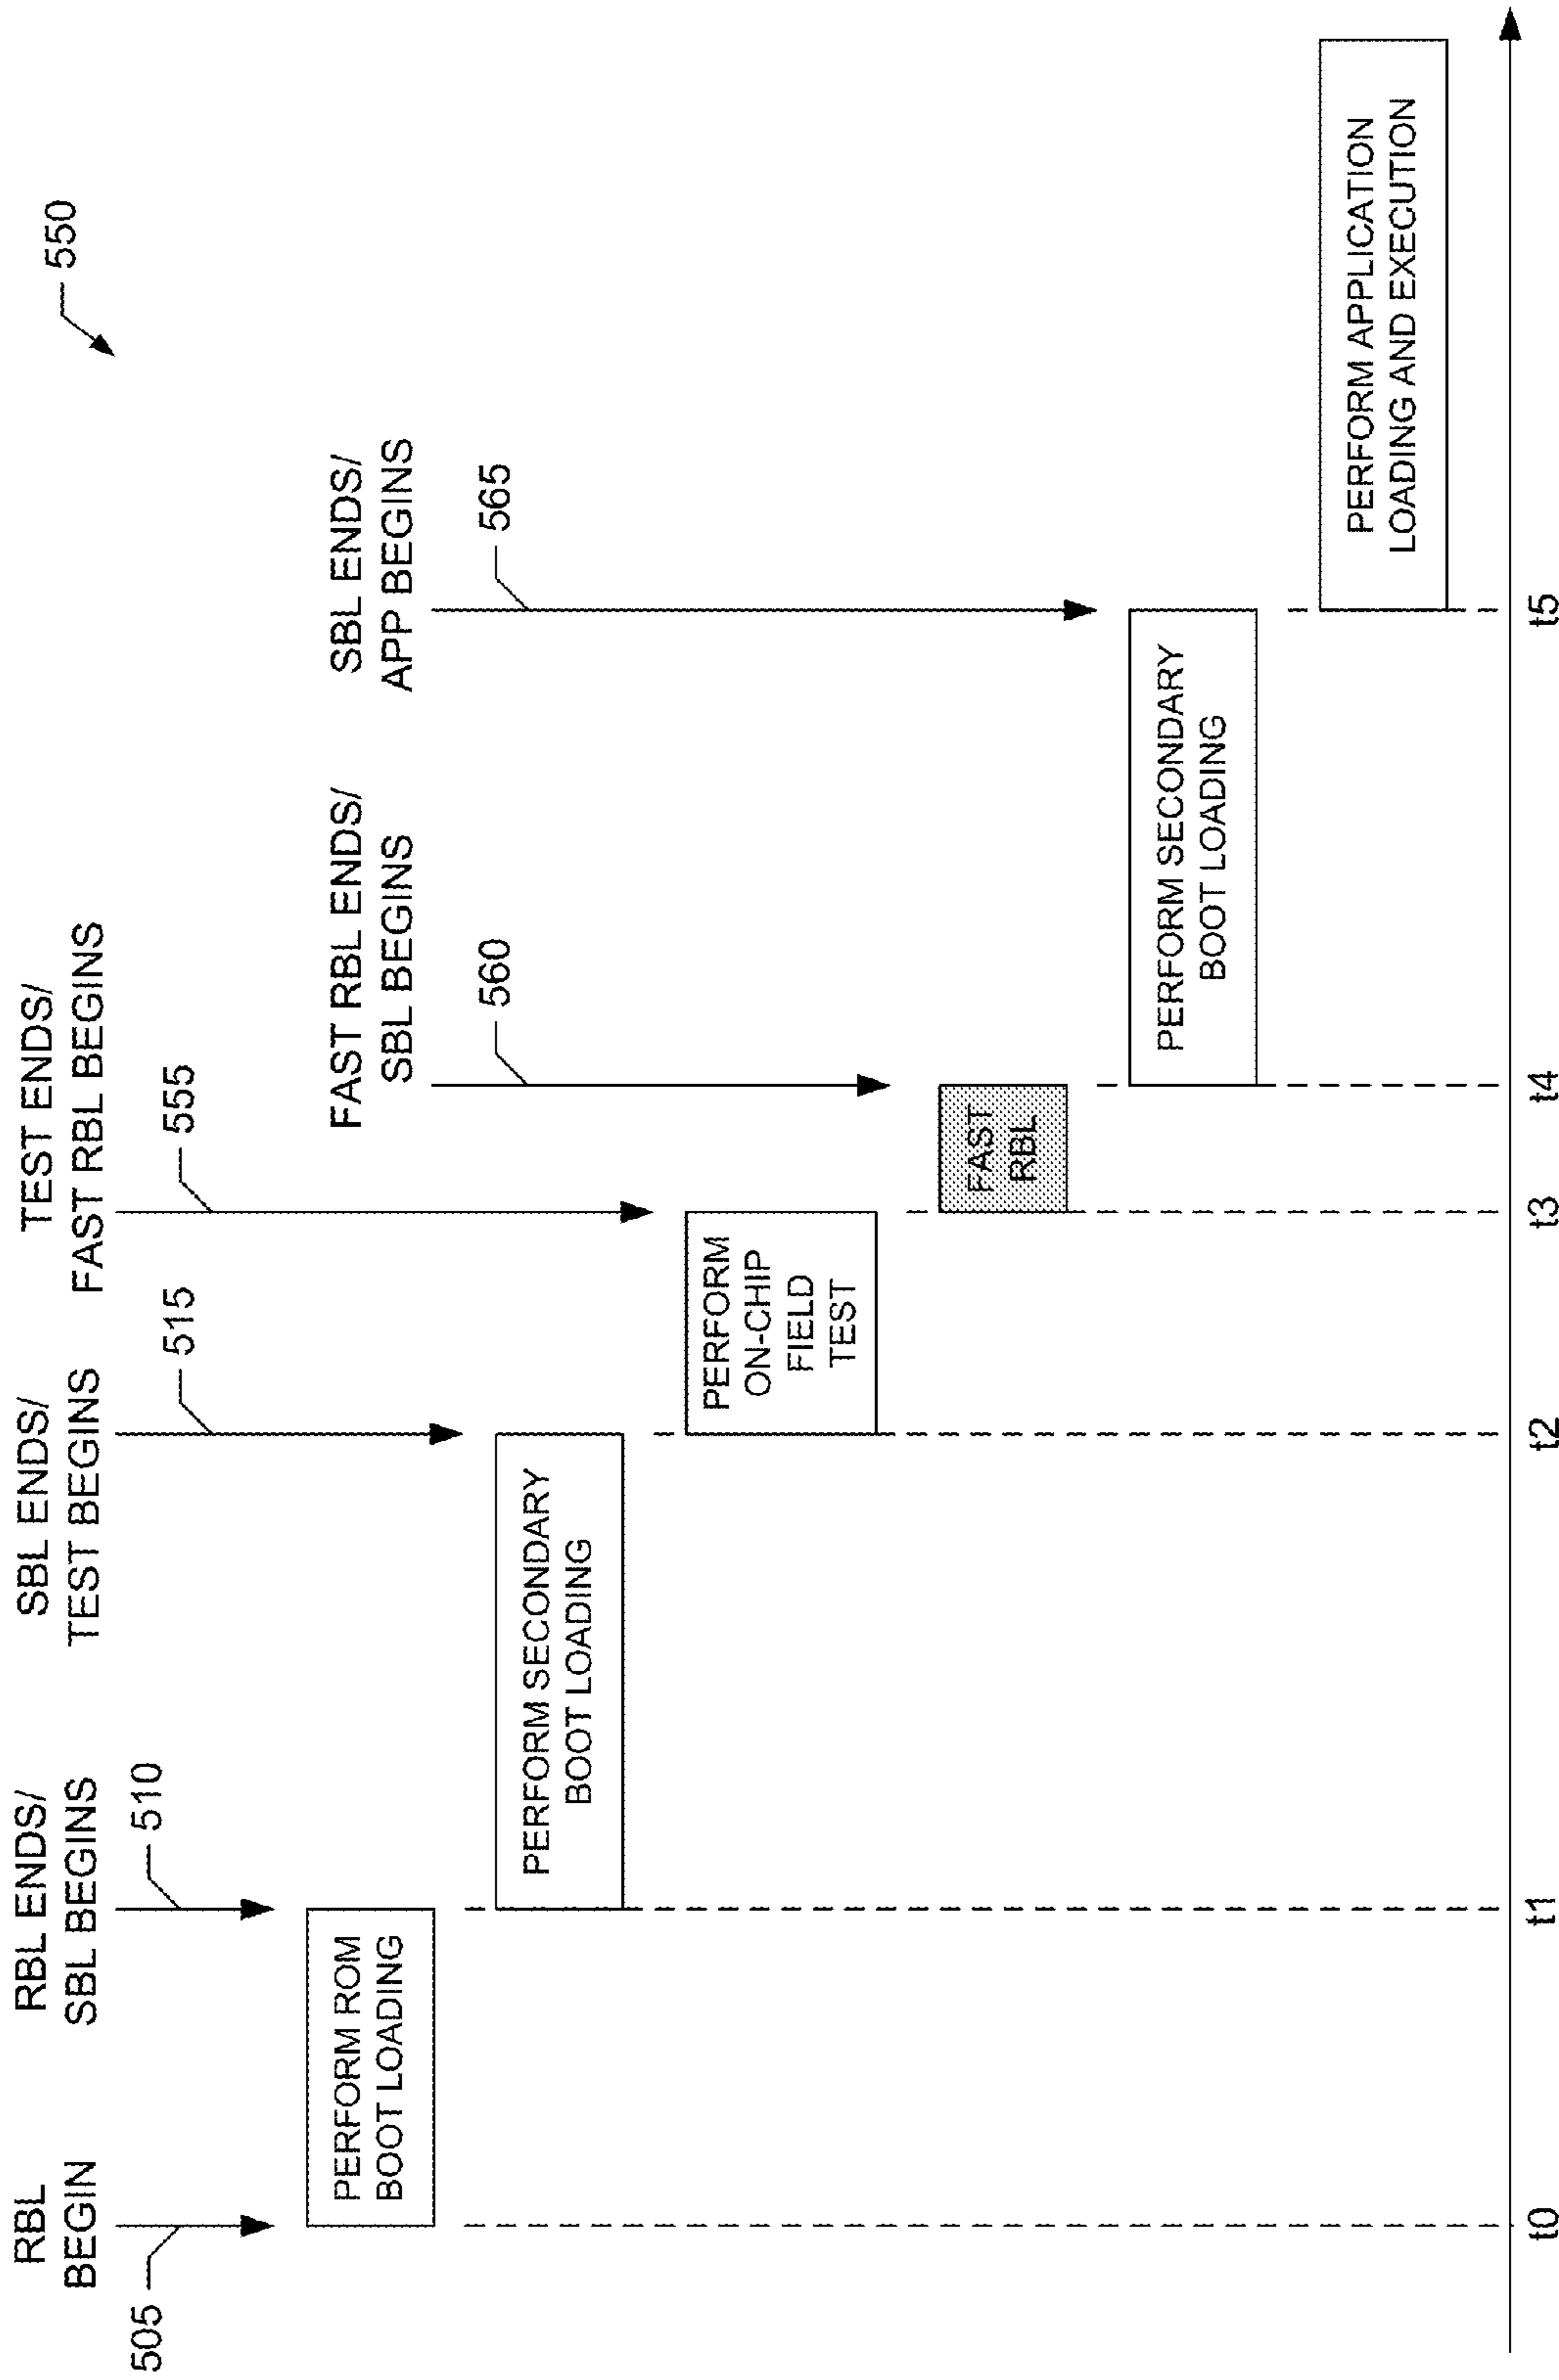 550
RBL
BEGIN
505
RBL ENDS/
SBL BEGINS
510
SBL ENDS/
TEST BEGINS
515
TEST ENDS/
FAST RBL BEGINS
555
FAST RBL ENDS/
SBL BEGINS
560
SBL ENDS/
APP BEGINS
565
PERFORM ROM
BOOT LOADING
PERFORM SECONDARY
BOOT LOADING
PERFORM
ON-CHIP
FIELD
TEST
FAST
RBL
PERFORM SECONDARY
BOOT LOADING
PERFORM APPLICATION
LOADING AND EXECUTION
t0
t1
t2
t3
t4
t5